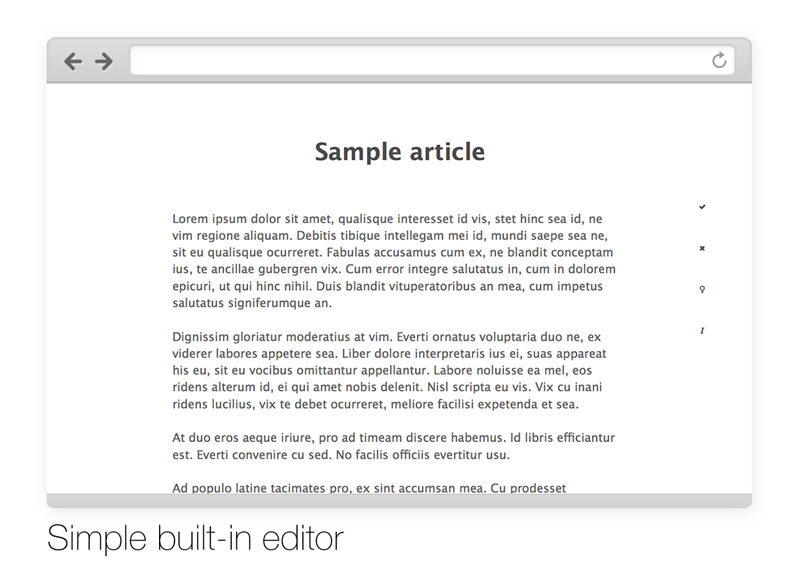 Sample article
Lorem ipsum dolor sit amet, qualisque interesset id vis, stet hinc sea id, ne
vim regione aliquam. Debitis tibique intellegam mei id, mundi saepe sea ne,
sit eu qualisque ocurreret. Fabulas accusamus cum ex, ne blandit conceptam
ius, te ancillae gubergren vix. Cum error integre salutatus in, cum in dolorem
epicuri, ut qui hinc nihil. Duis blandit vituperatoribus an mea, cum impetus
salutatus signiferumque an.
Dignissim gloriatur moderatius at vim. Everti ornatus voluptaria duo ne, ex
viderer labores appetere sea. Liber dolore interpretaris ius ei, suas appareat
his eu, sit eu vocibus omittantur appellantur. Labore noluisse ea mel, eos
ridens alterum id, ei qui amet nobis delenit. Nisl scripta eu vis. Vix cu inani
ridens lucilius, vix te debet ocurreret, meliore facilisi expetenda et sea.
At duo eros aeque iriure, pro ad timeam discere habemus. Id libris efficiantur
est. Everti convenire cu sed. No facilis officiis evertitur usu.
Ad populo latine tacimates pro, ex sint accumsan mea. Cu prodesset
I
Simple built-in editor